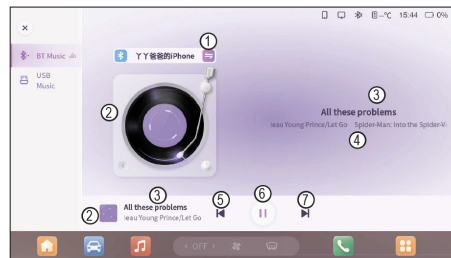 --℃ 15:44 0%
×
BT Music
USB
Music
丫丫爸爸的iPhone
①
②
③
All these problems
leau Young Prince/Let Go Spider-Man: Into the Spider-V
④
③
②
All these problems
leau Young Prince/Let Go
⑤
⑥
⑦
< OFF >